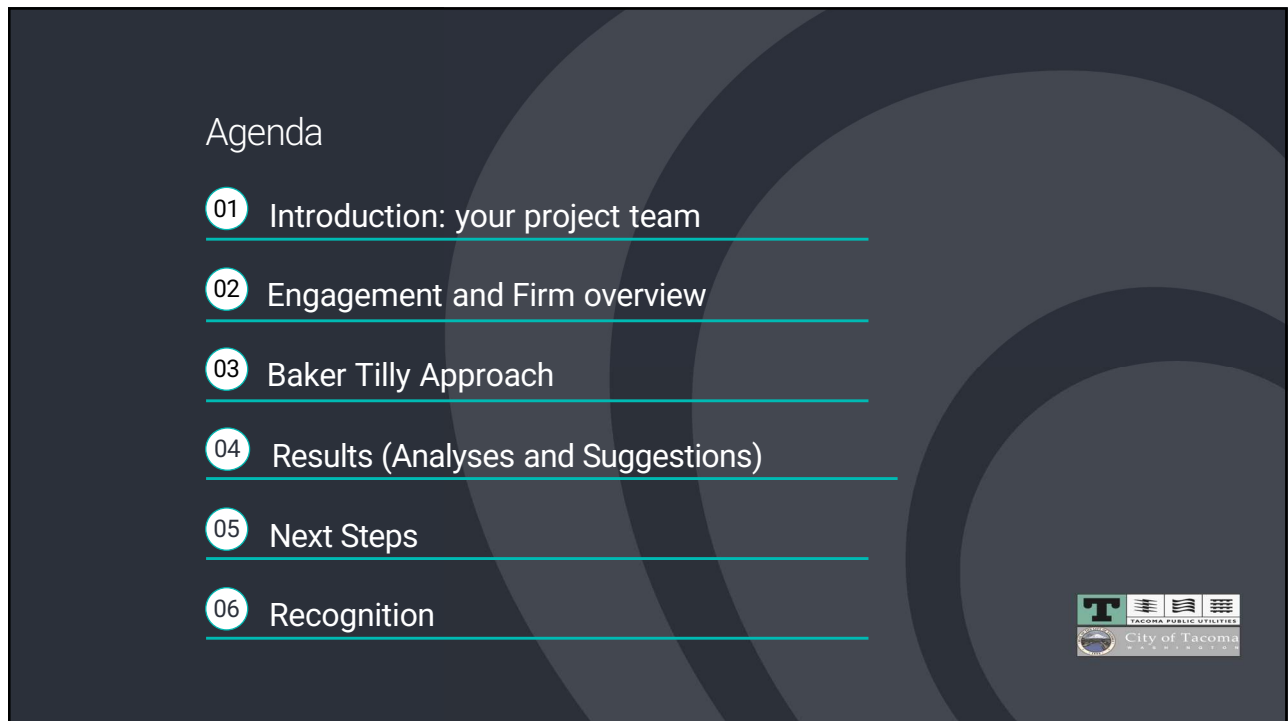 Agenda
01 Introduction: your project team
02 Engagement and Firm overview
03 Baker Tilly Approach
04 Results (Analyses and Suggestions)
05 Next Steps
06 Recognition
T
TACOMA PUBLIC UTILITIES
City of Tacoma
WASHINGTON